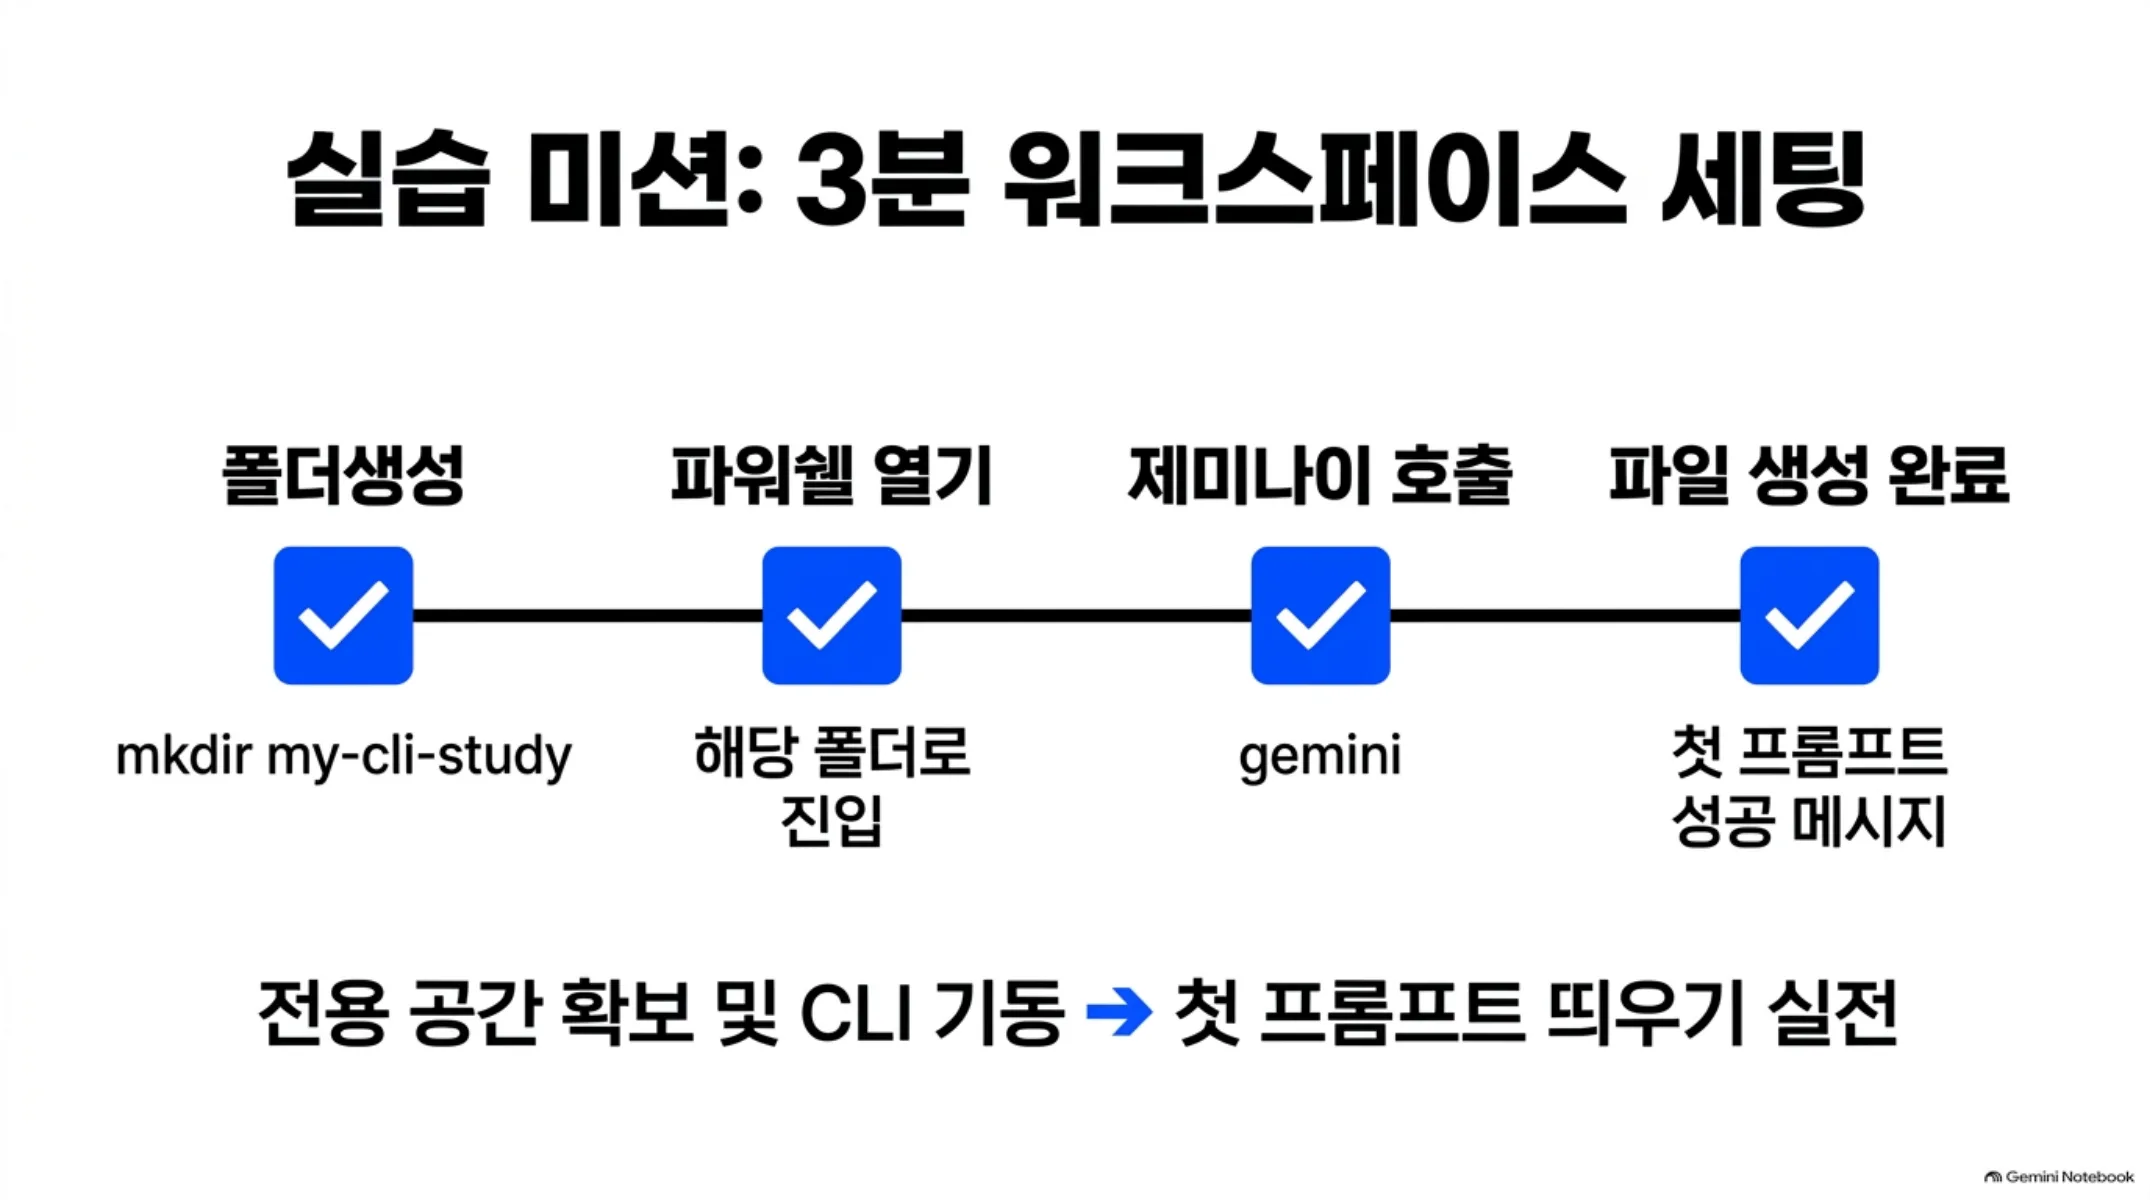 실습 미션: 3분 워크스페이스 세팅
폴더생성
파워쉘 열기
제미나이 호출
파일 생성 완료
mkdir my-cli-study
해당 폴더로
진입
gemini
첫 프롬프트
성공 메시지
전용 공간 확보 및 CLI 기동 ➔ 첫 프롬프트 띄우기 실전
Gemini Notebook